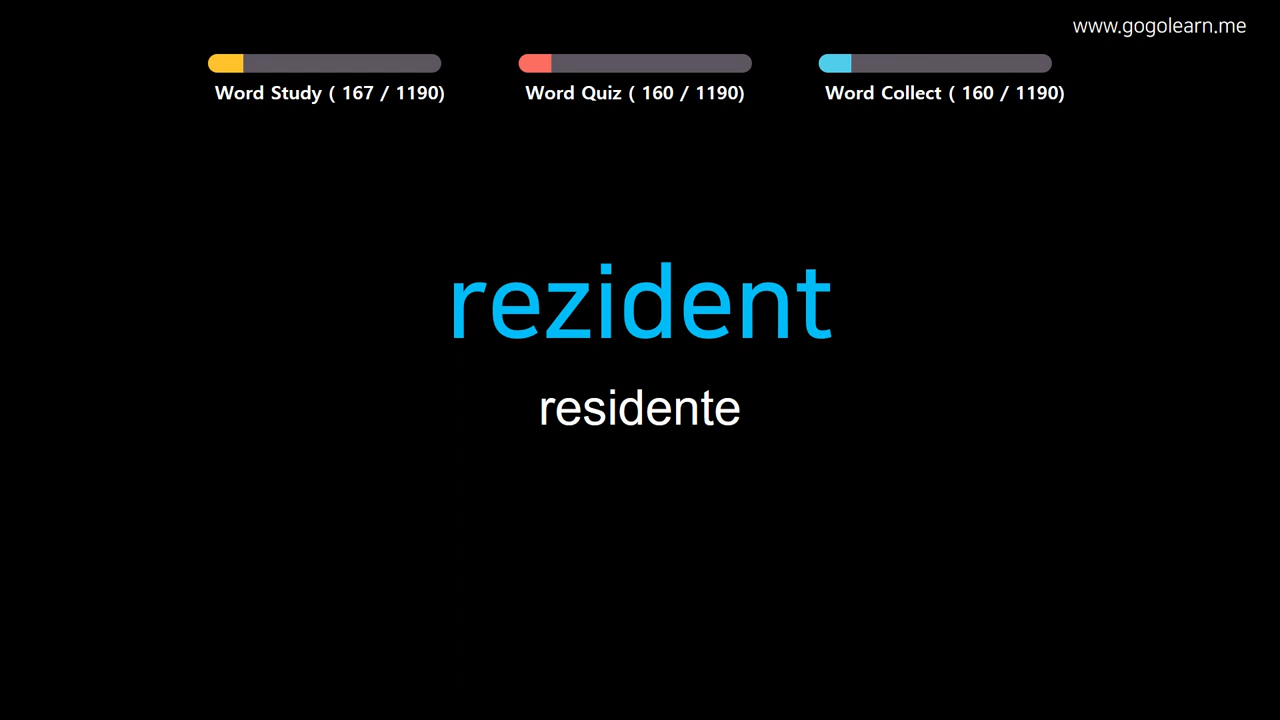 www.gogolearn.me
Word Study ( 167 / 1190)
Word Quiz ( 160 / 1190)
Word Collect ( 160 / 1190)
rezident
residente